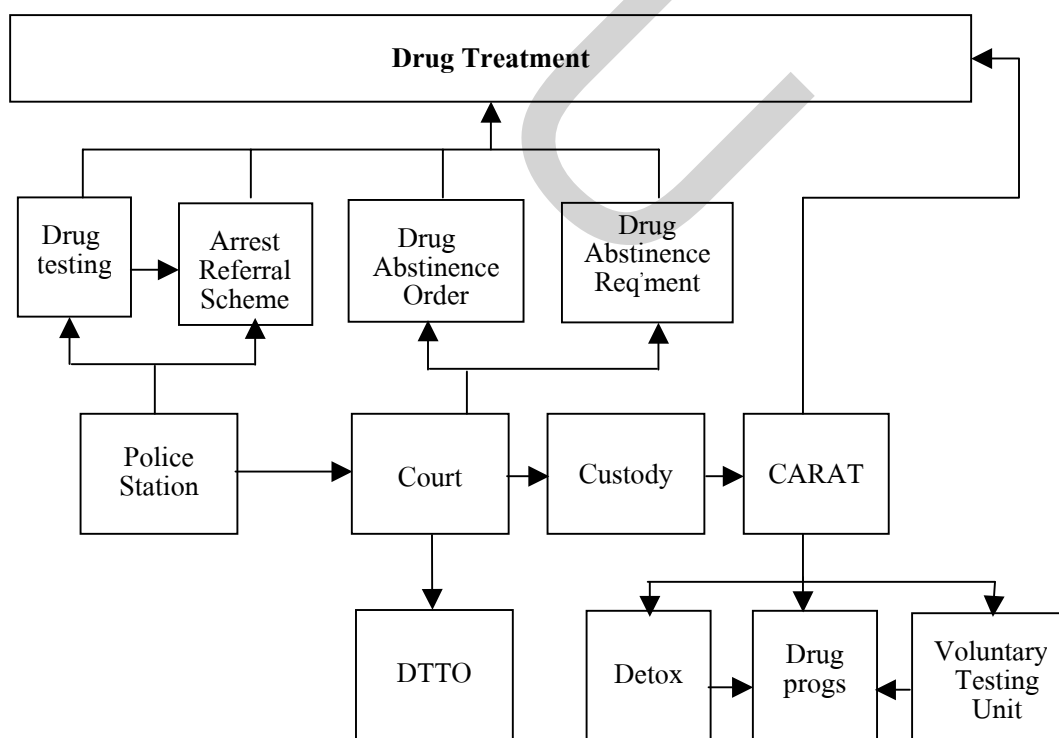 Drug Treatment
Drug
testing
Arrest
Referral
Scheme
Drug
Abstinence
Order
Drug
Abstinence
Req'ment
Police
Station
Court
Custody
CARAT
DTTO
Detox
Drug
progs
Voluntary
Testing
Unit